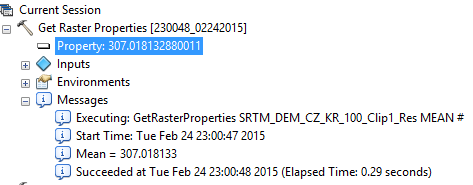 Current Session
Get Raster Properties [230048_02242015]
Property: 307.018132880011
Inputs
Environments
Messages
Executing: GetRasterProperties SRTM_DEM_CZ_KR_100_Clip1_Res MEAN #
Start Time: Tue Feb 24 23:00:47 2015
Mean = 307.018133
Succeeded at Tue Feb 24 23:00:48 2015 (Elapsed Time: 0.29 seconds)